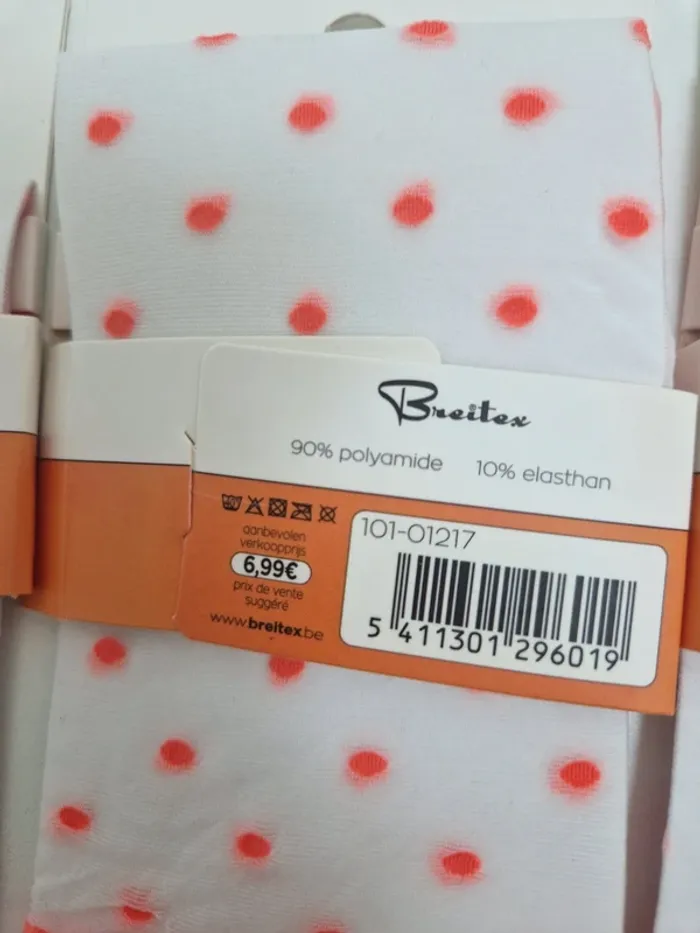 Breitex
90% polyamide 10% elasthan
aanbevolen
verkoopprijs
6,99€
prix de vente
suggéré
www.breitex.be
101-01217
5 411301 296019